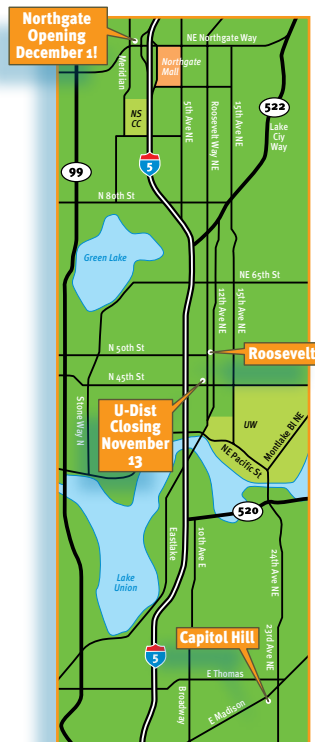 Northgate
Opening
December 1!
NE Northgate Way
Meridian
Northgate
Mall
NS
CC
5th Ave NE
Roosevelt Way NE
15th Ave NE
522
Lake
Ciy
Way
5
99
N 80th St
Green Lake
NE 65th St
12th Ave NE
15th Ave NE
N 50th St
Roosevelt
N 45th St
Stone Way N
U-Dist
Closing
November
13
UW
Montlake Bl NE
NE Pacific St
520
Eastlake
10th Ave E
24th Ave NE
Lake
Union
Capitol Hill
23rd Ave NE
5
E Thomas
Broadway
E Madison